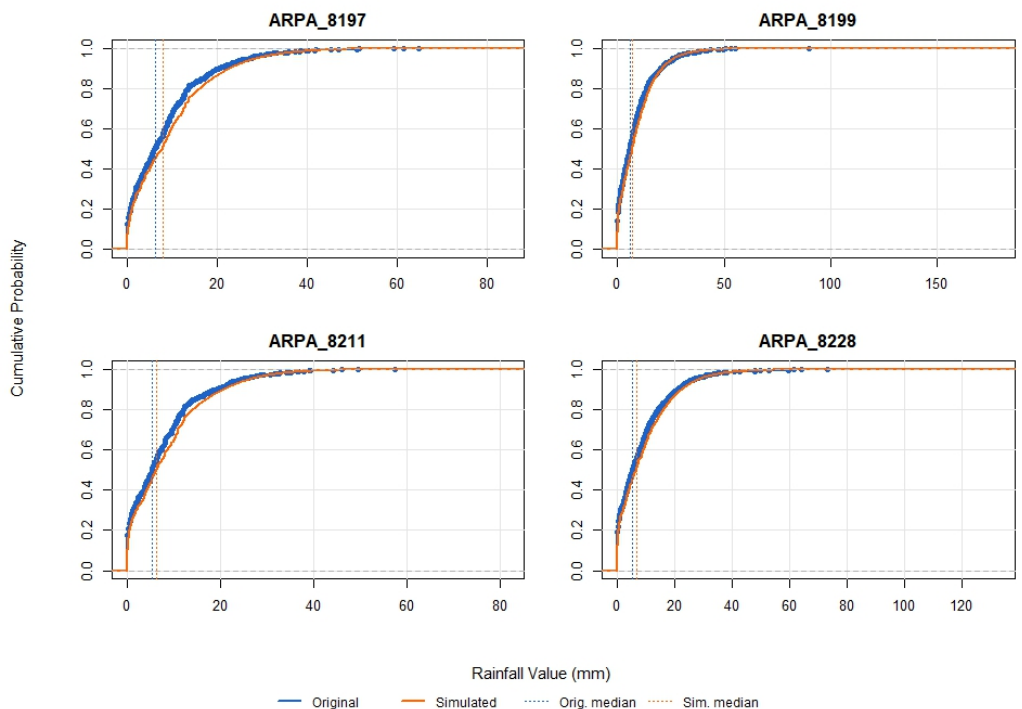 ARPA_8197
ARPA_8199
0.0 0.2 0.4 0.6 0.8 1.0
0 20 40 60 80
0.0 0.2 0.4 0.6 0.8 1.0
0 50 100 150
Cumulative Probability
ARPA_8211
ARPA_8228
0.0 0.2 0.4 0.6 0.8 1.0
0 20 40 60 80
0.0 0.2 0.4 0.6 0.8 1.0
0 20 40 60 80 100 120
Rainfall Value (mm)
Original Simulated Orig. median Sim. median